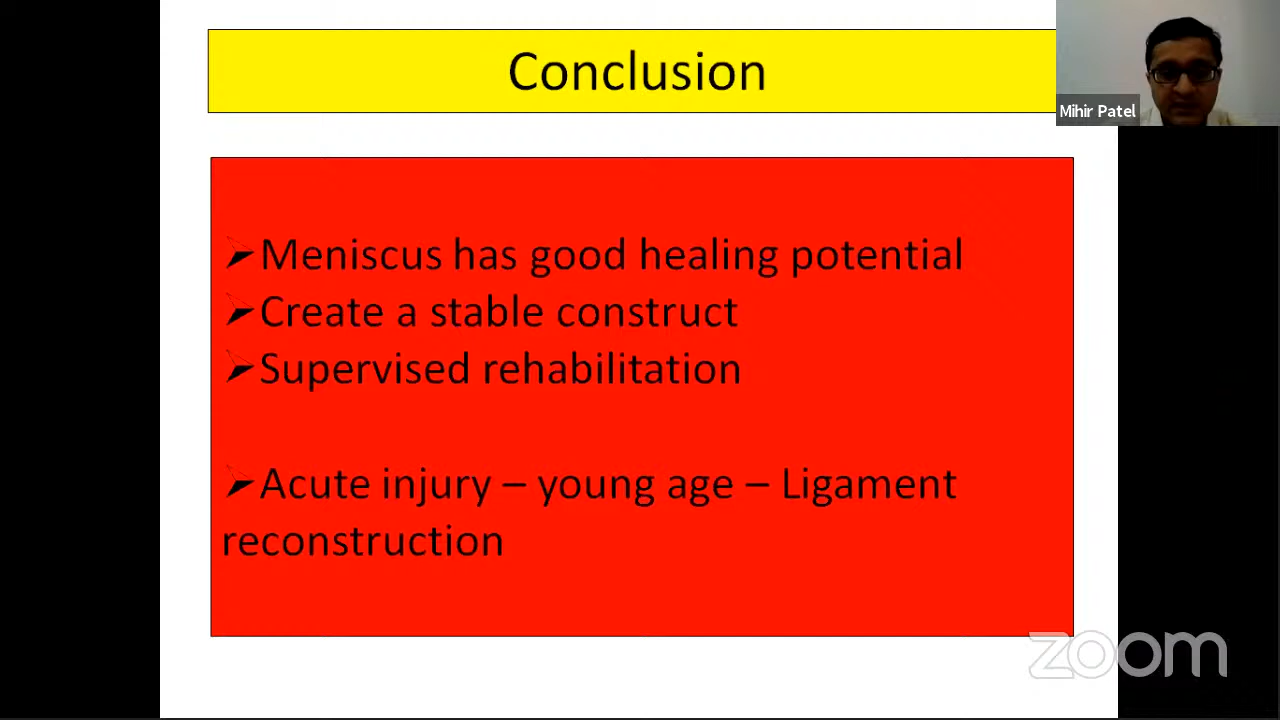 Conclusion
Mihir Patel
➢Meniscus has good healing potential
➢Create a stable construct
➢Supervised rehabilitation
➢Acute injury – young age – Ligament
reconstruction
zoom